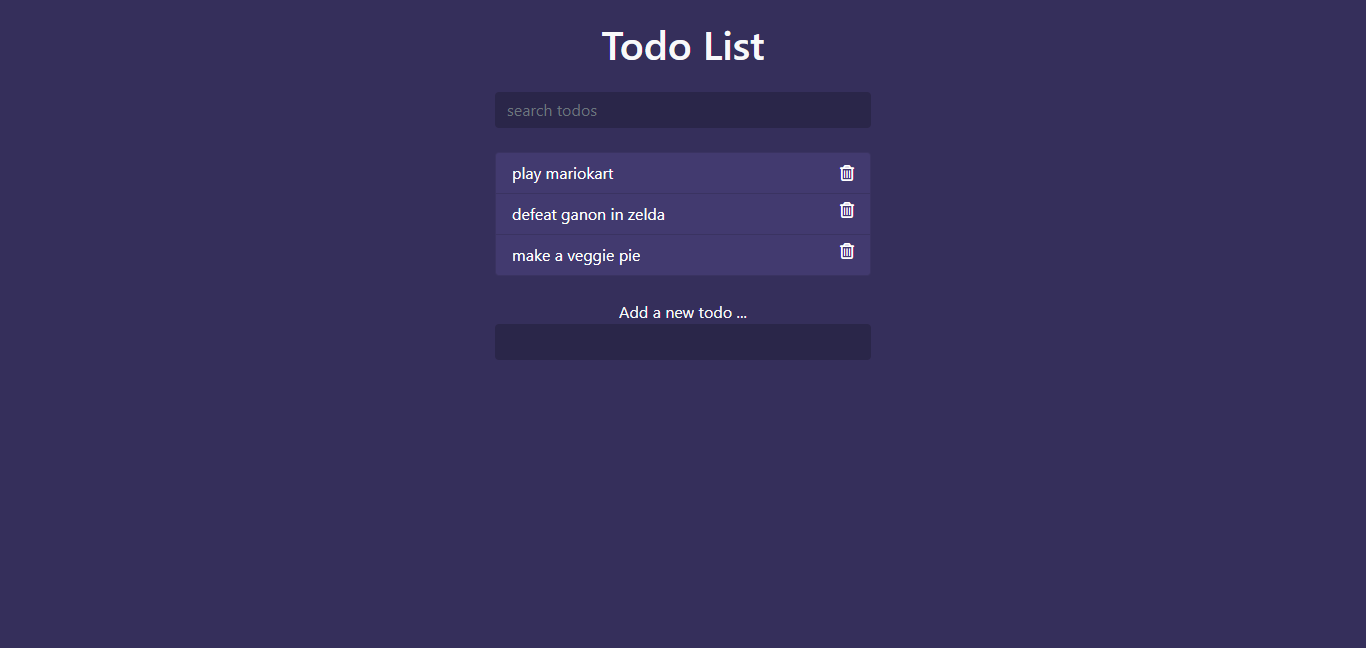 Todo List
search todos
play mariokart
defeat ganon in zelda
make a veggie pie
Add a new todo ...